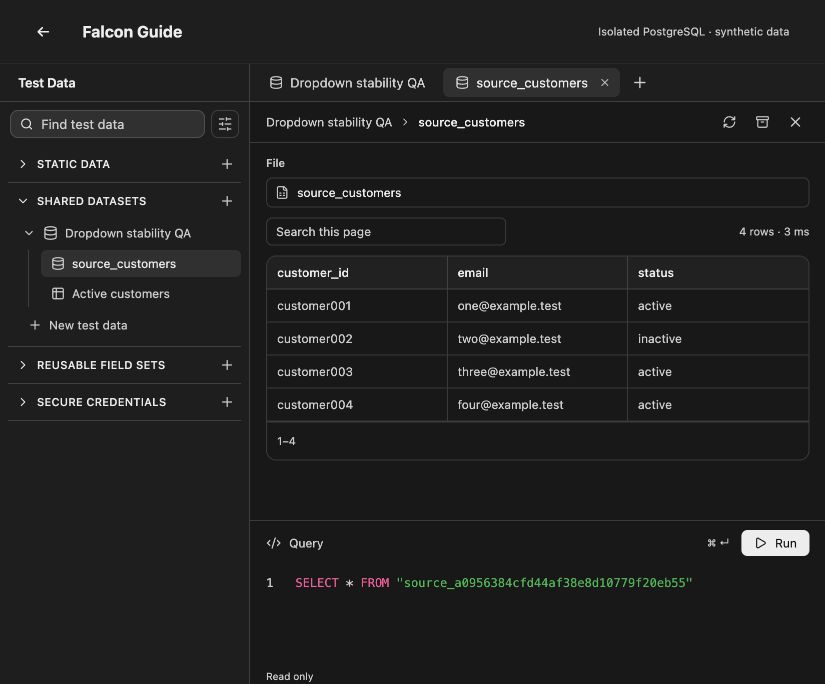 Falcon Guide
Isolated PostgreSQL · synthetic data
Test Data
Find test data
STATIC DATA
SHARED DATASETS
Dropdown stability QA
source_customers
Active customers
New test data
REUSABLE FIELD SETS
SECURE CREDENTIALS
Dropdown stability QA
source_customers
Dropdown stability QA > source_customers
File
source_customers
Search this page
4 rows · 3 ms
customer_id email status
customer001 one@example.test active
customer002 two@example.test inactive
customer003 three@example.test active
customer004 four@example.test active
1–4
</> Query
⌘ ↵
Run
1 SELECT * FROM "source_a0956384cfd44af38e8d10779f20eb55"
Read only